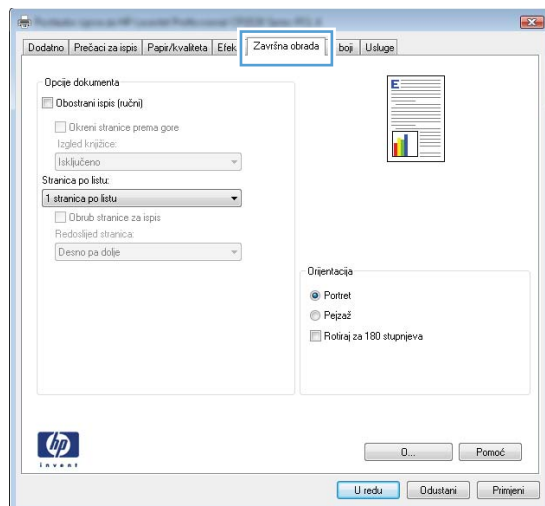 Dodatno Prečaci za ispis Papir/kvaliteta Efek Završna obrada boji Usluge
Opcije dokumenta
Obostrani ispis (ručni)
Okreni stranice prema gore
Izgled knjižice:
Isključeno
Stranica po listu:
1 stranica po listu
Obrub stranice za ispis
Redoslijed stranica:
Desno pa dolje
E
Orijentacija
Portret
Pejzaž
Rotiraj za 180 stupnjeva
hp
invent
O... Pomoć
U redu Odustani Primjeni